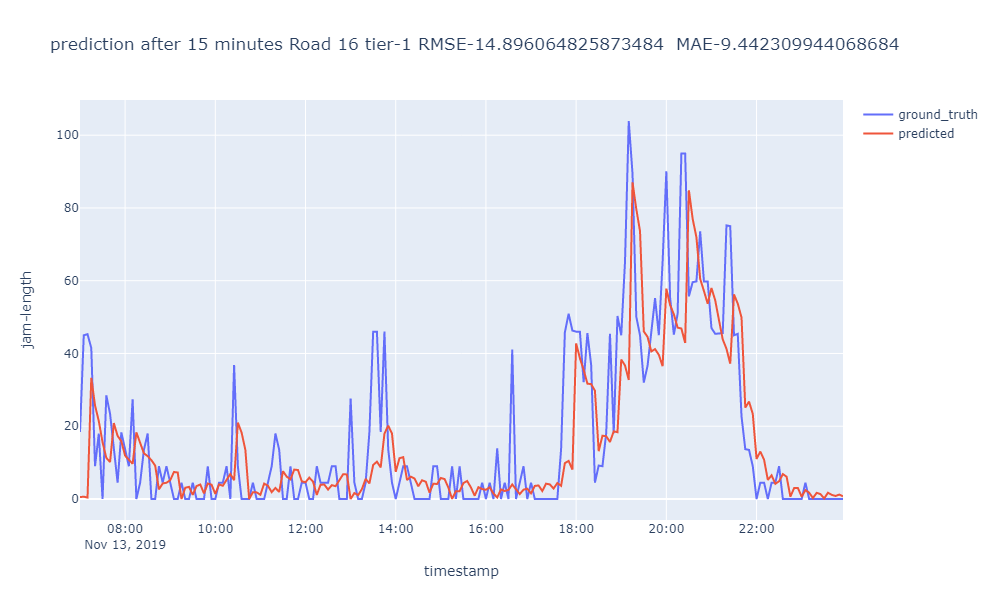 prediction after 15 minutes Road 16 tier-1 RMSE-14.896064825873484  MAE-9.442309944068684
ground_truth
predicted
100
80
60
40
20
0
jam-length
08:00 10:00 12:00 14:00 16:00 18:00 20:00 22:00
Nov 13, 2019
timestamp